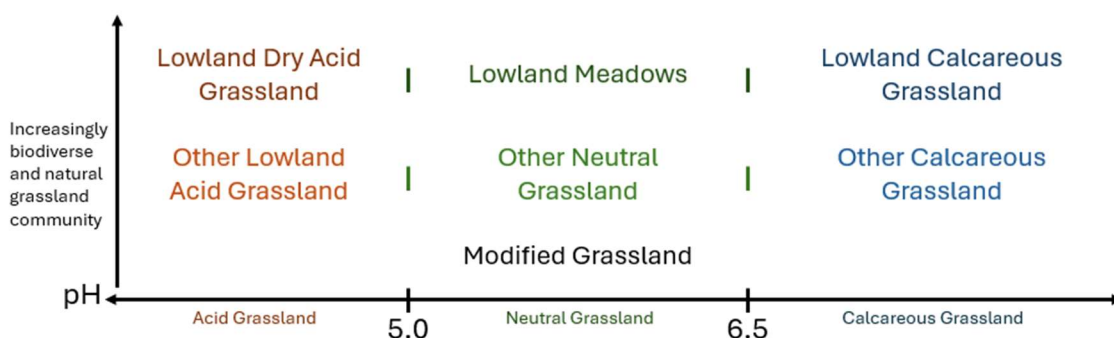 Lowland Dry Acid
Grassland
Lowland Meadows
Lowland Calcareous
Grassland
Increasingly
biodiverse
and natural
grassland
community
Other Lowland
Acid Grassland
Other Neutral
Grassland
Other Calcareous
Grassland
Modified Grassland
pH
Acid Grassland
5.0
Neutral Grassland
6.5
Calcareous Grassland